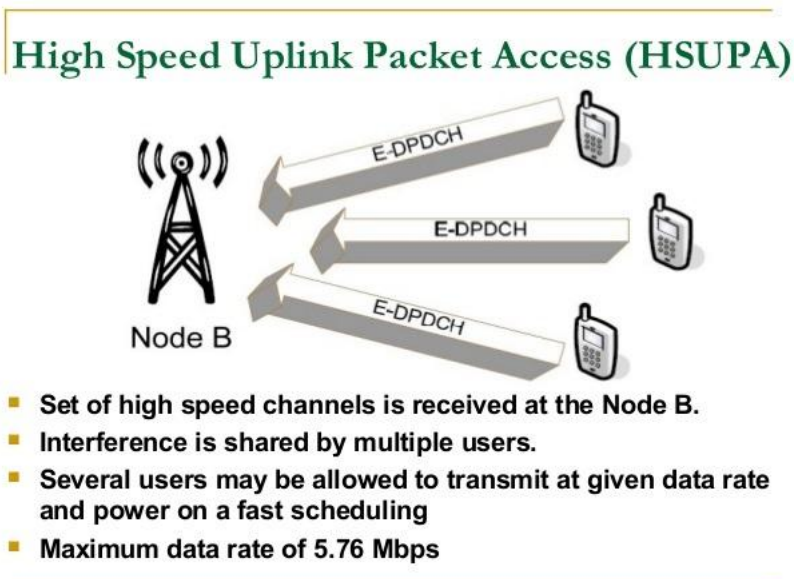 High Speed Uplink Packet Access (HSUPA)
E-DPDCH
E-DPDCH
E-DPDCH
Node B
Set of high speed channels is received at the Node B.
Interference is shared by multiple users.
Several users may be allowed to transmit at given data rate
and power on a fast scheduling
Maximum data rate of 5.76 Mbps